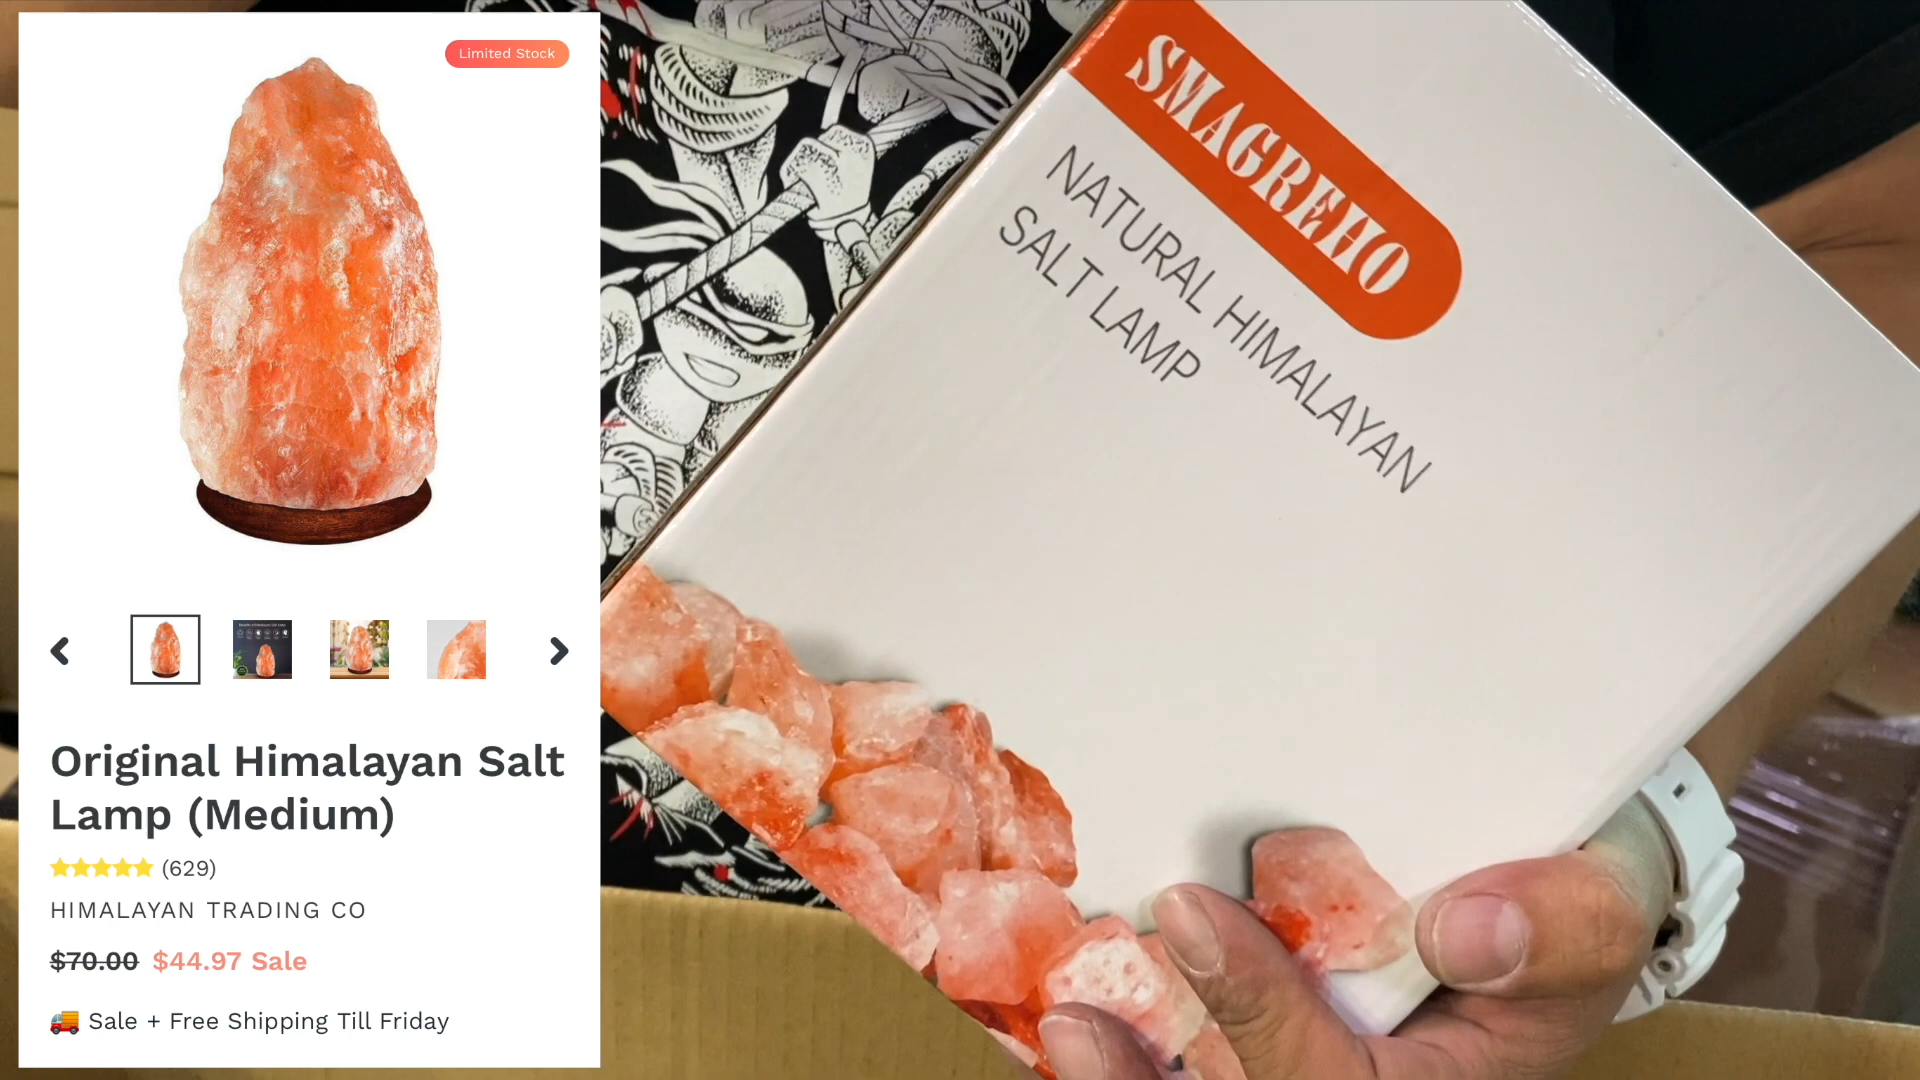 Limited Stock
Original Himalayan Salt
Lamp (Medium)
(629)
HIMALAYAN TRADING CO
$70.00 $44.97 Sale
Sale + Free Shipping Till Friday
SMAGREHO
NATURAL HIMALAYAN
SALT LAMP